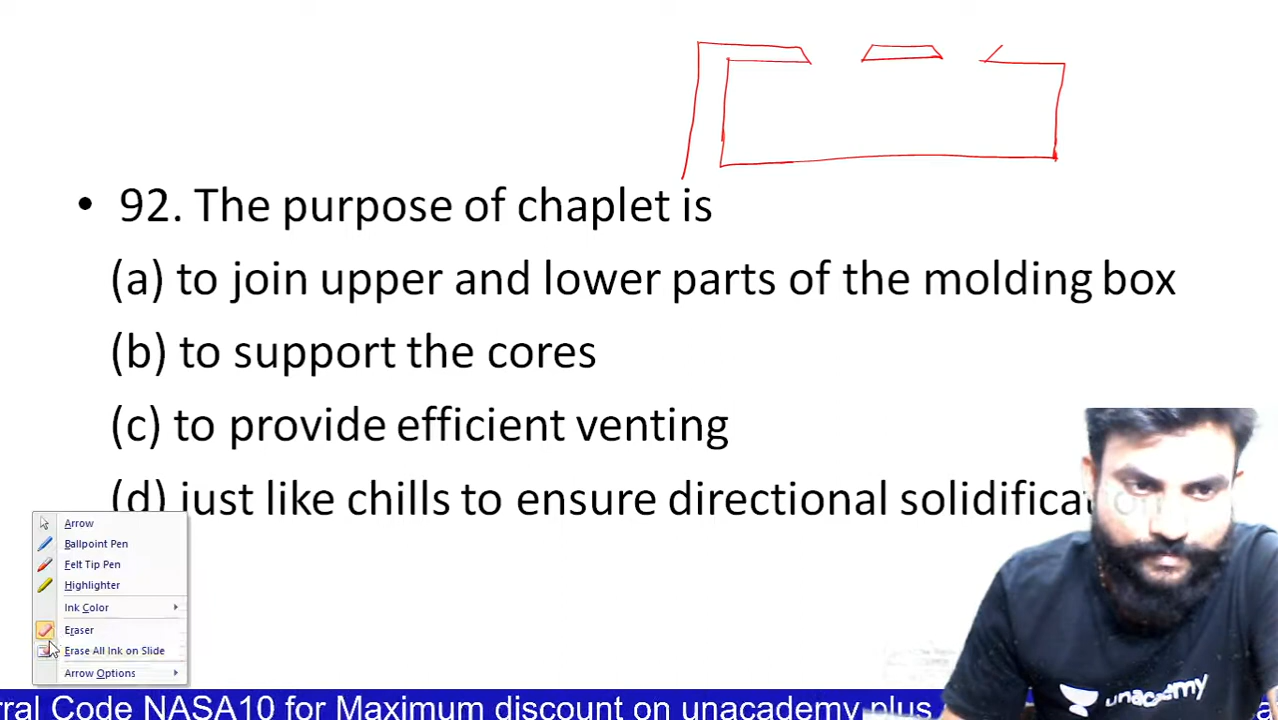 • 92. The purpose of chaplet is
(a) to join upper and lower parts of the molding box
(b) to support the cores
(c) to provide efficient venting
(d) just like chills to ensure directional solidification
Arrow
Ballpoint Pen
Felt Tip Pen
Highlighter
Ink Color
Eraser
Erase All Ink on Slide
Arrow Options
unacademy
rral Code NASA10 for Maximum discount on unacademy plus